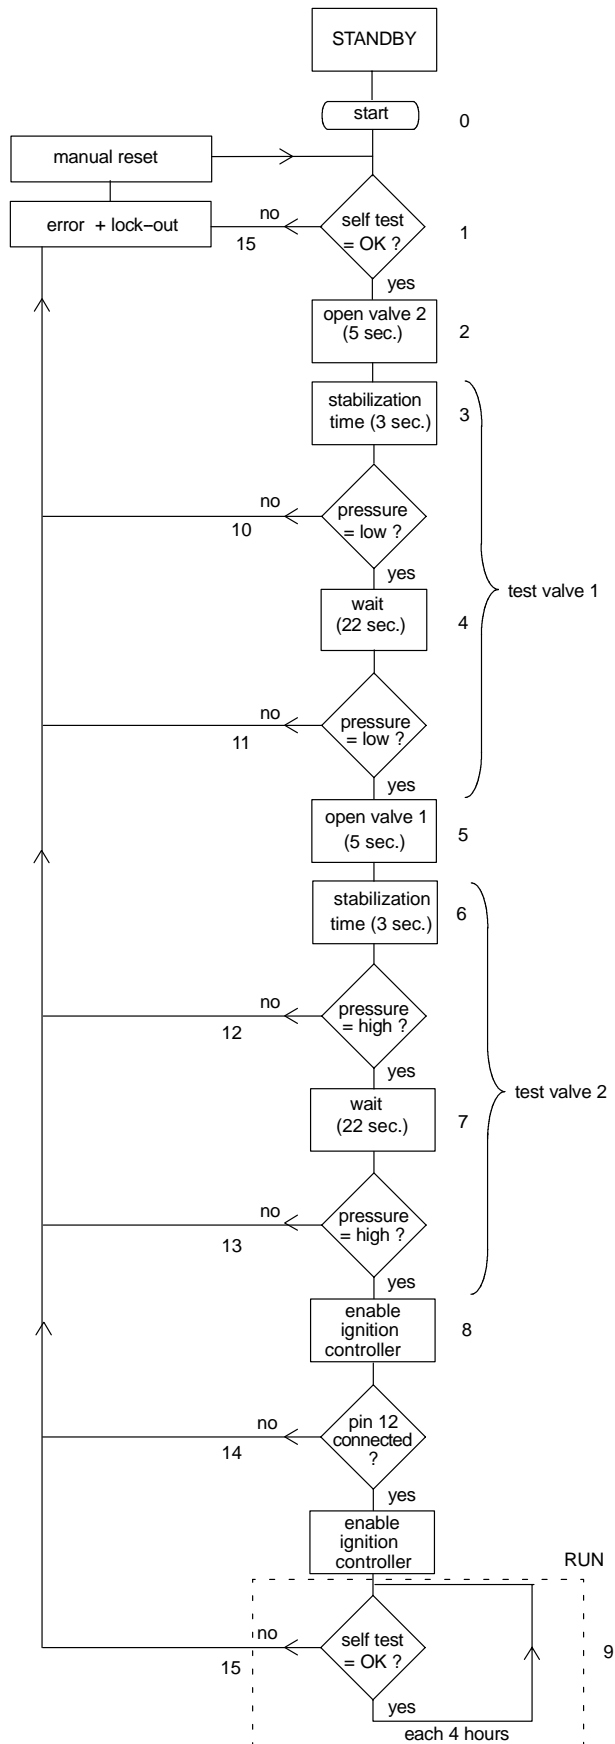 STANDBY
start
0
manual reset
error + lock–out
no
15
self test
= OK ?
1
yes
open valve 2
(5 sec.)
2
stabilization
time (3 sec.)
3
no
10
pressure
= low ?
yes
wait
(22 sec.)
4
test valve 1
no
11
pressure
= low ?
yes
open valve 1
(5 sec.)
5
stabilization
time (3 sec.)
6
no
12
pressure
= high ?
yes
wait
(22 sec.)
7
test valve 2
no
13
pressure
= high ?
yes
enable
ignition
controller
8
no
14
pin 12
connected
?
yes
enable
ignition
controller
RUN
no
15
self test
= OK ?
9
yes
each 4 hours